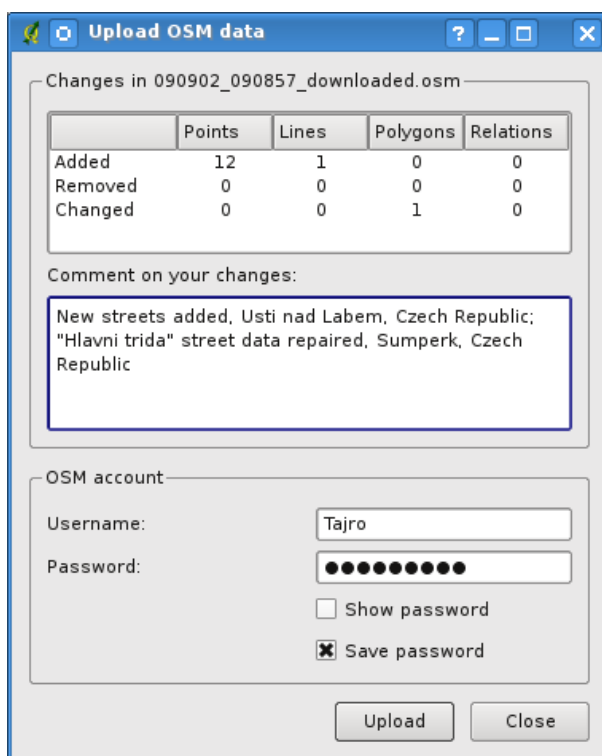 Upload OSM data
?
Changes in 090902_090857_downloaded.osm
Points Lines Polygons Relations
Added 12 1 0 0
Removed 0 0 0 0
Changed 0 0 1 0
Comment on your changes:
New streets added, Usti nad Labem, Czech Republic;
"Hlavni trida" street data repaired, Sumperk, Czech
Republic
OSM account
Username: Tajro
Password: ●●●●●●●●●
Show password
Save password
Upload Close